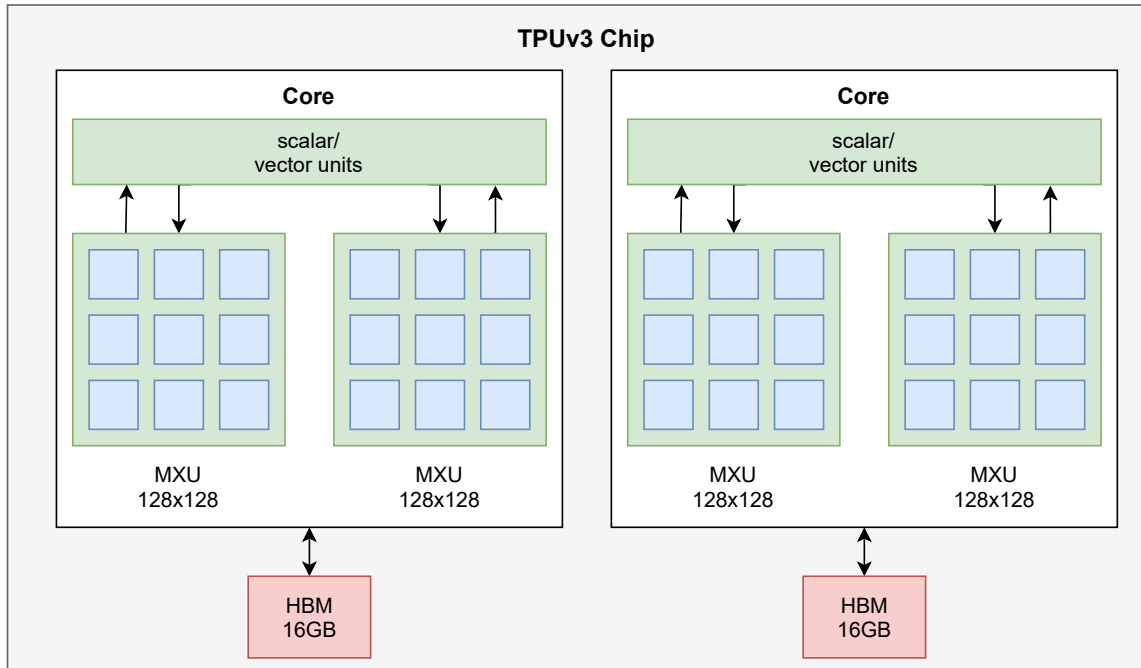 TPUv3 Chip
Core
scalar/
vector units
MXU
128x128
MXU
128x128
HBM
16GB
Core
scalar/
vector units
MXU
128x128
MXU
128x128
HBM
16GB